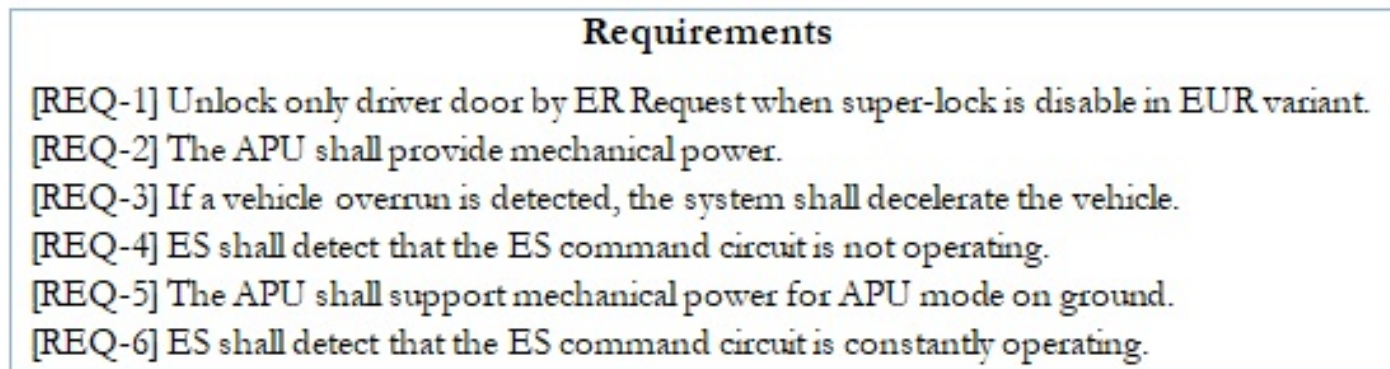 Requirements
[REQ-1] Unlock only driver door by ER Request when super-lock is disable in EUR variant.
[REQ-2] The APU shall provide mechanical power.
[REQ-3] If a vehicle overrun is detected, the system shall decelerate the vehicle.
[REQ-4] ES shall detect that the ES command circuit is not operating.
[REQ-5] The APU shall support mechanical power for APU mode on ground.
[REQ-6] ES shall detect that the ES command circuit is constantly operating.